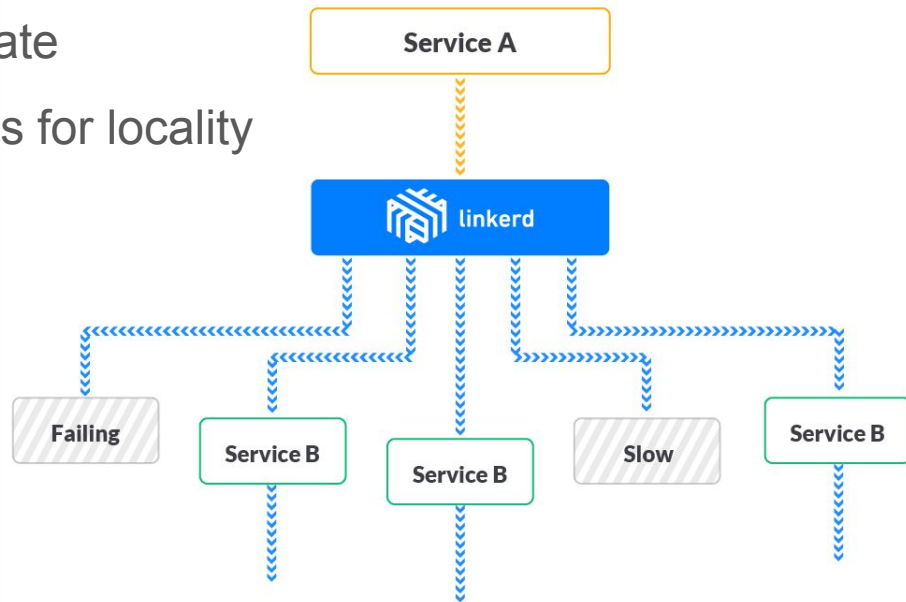 ate
s for locality
Service A
linkerd
Failing
Service B
Service B
Slow
Service B